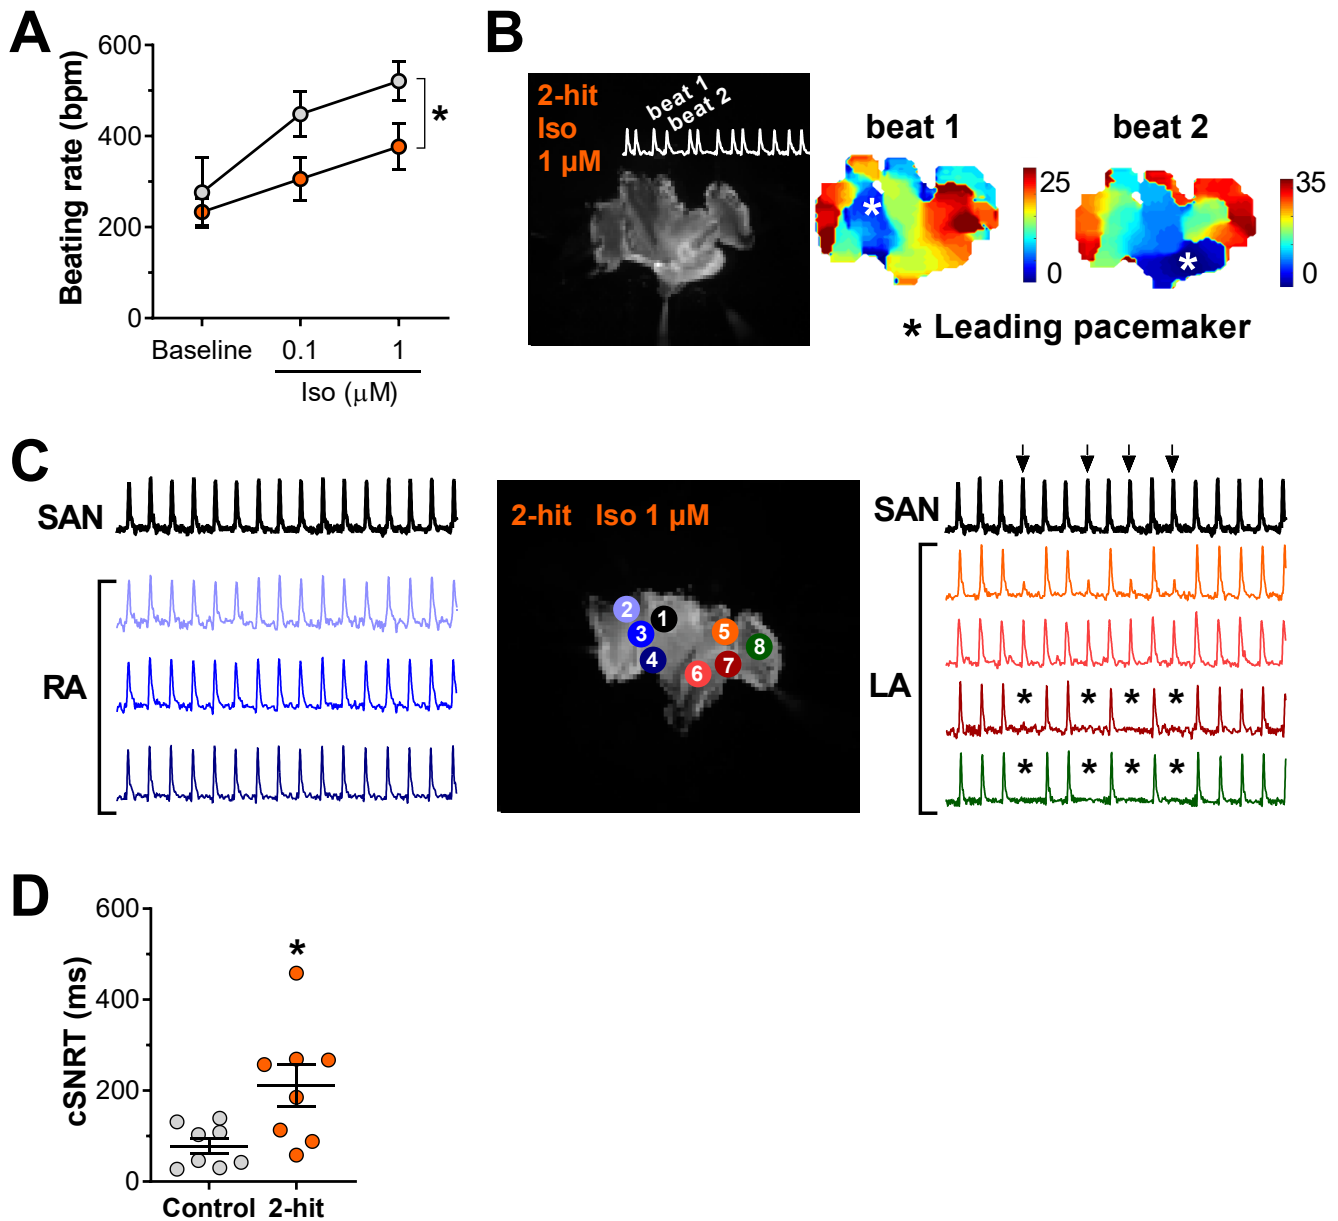 A
600
400
200
0
Beating rate (bpm)
Baseline
0.1
1
Iso (μM)
*
B
2-hit
Iso
1 μM
beat 1
beat 2
beat 1
beat 2
*
*
25
0
35
0
* Leading pacemaker
C
SAN
RA
2-hit Iso 1 μM
1
2
3
4
5
6
7
8
SAN
LA
* * * *
* * * *
D
600
400
200
0
cSNRT (ms)
*
Control 2-hit